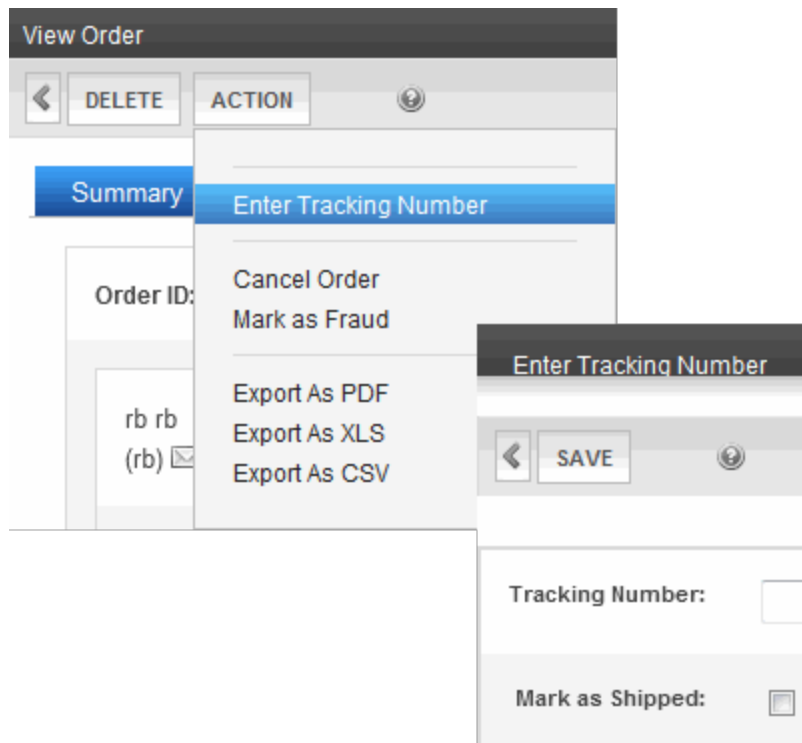 View Order
DELETE ACTION
Summary
Enter Tracking Number
Order ID:
Cancel Order
Mark as Fraud
rb rb
(rb)
Export As PDF
Export As XLS
Export As CSV
Enter Tracking Number
SAVE
Tracking Number:
Mark as Shipped: